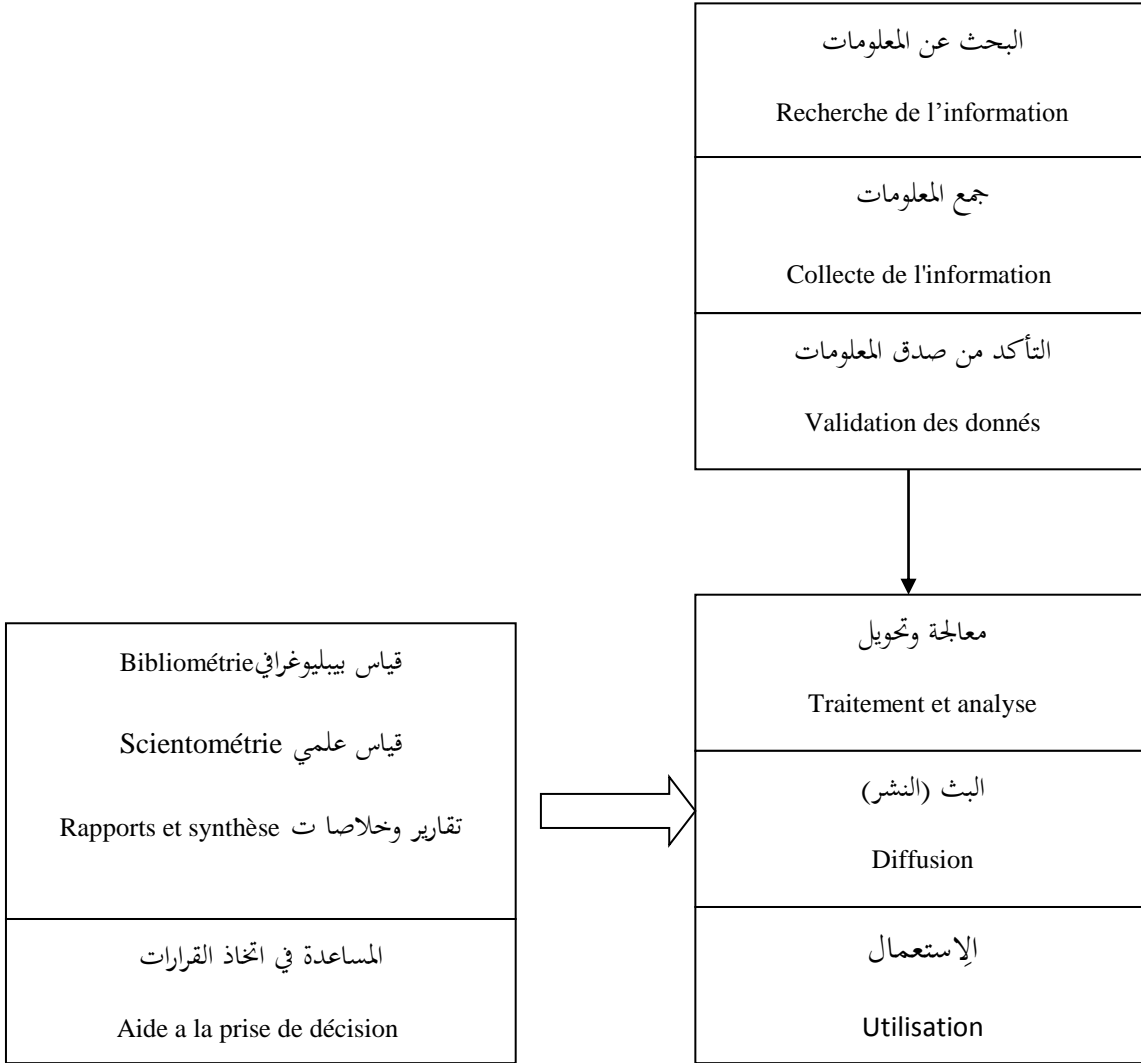 البحث عن المعلومات
Recherche de l’information
جمع المعلومات
Collecte de l'information
التأكد من صدق المعلومات
Validation des donnés
معالجة وتحويل
Traitement et analyse
البث (النشر)
Diffusion
الِاستعمال
Utilisation
قياس بيبليوغرافيBibliométrie
قياس علمي Scientométrie
تقارير وخلاصا ت Rapports et synthèse
المساعدة في اتخاذ القرارات
Aide a la prise de décision